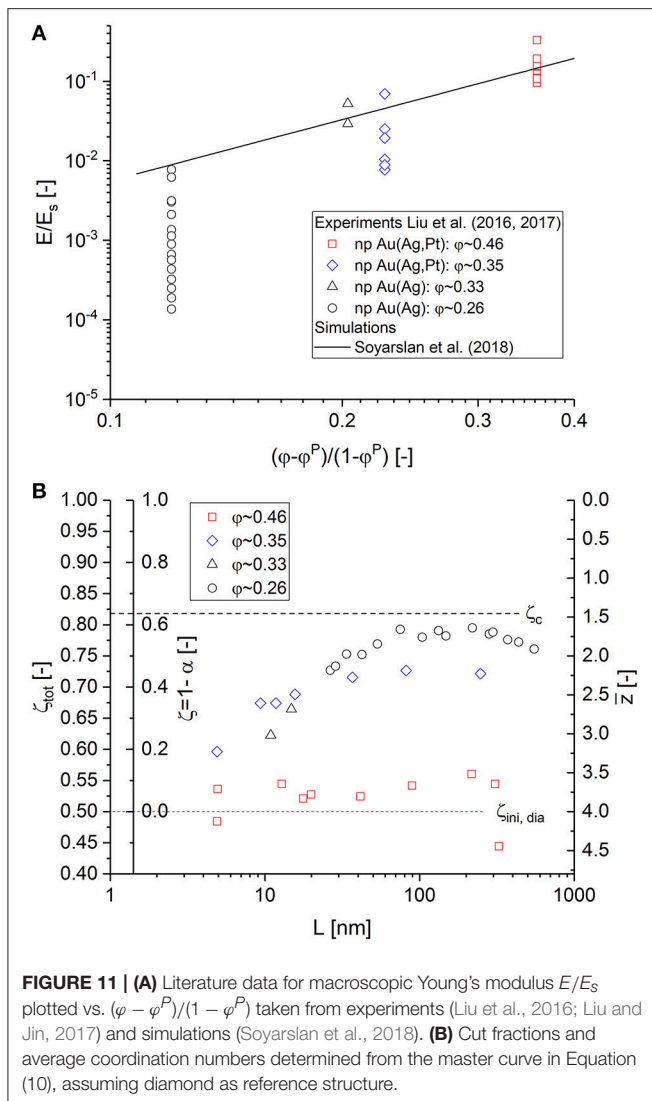 A
10⁻¹
10⁻²
10⁻³
10⁻⁴
10⁻⁵
E/Eₛ [-]
Experiments Liu et al. (2016, 2017)
np Au(Ag,Pt): φ~0.46
np Au(Ag,Pt): φ~0.35
np Au(Ag): φ~0.33
np Au(Ag): φ~0.26
Simulations
Soyarslan et al. (2018)
0.1 0.2 0.3 0.4
(φ-φᴾ)/(1-φᴾ) [-]
B
1.00
0.95
0.90
0.85
0.80
0.75
0.70
0.65
0.60
0.55
0.50
0.45
0.40
ζtot [-]
1.0
0.8
0.6
0.4
0.2
0.0
ζ=1- α [-]
φ~0.46
φ~0.35
φ~0.33
φ~0.26
ζc
ζini, dia
0.0
0.5
1.0
1.5
2.0
2.5
3.0
3.5
4.0
4.5
z̄ [-]
1 10 100 1000
L [nm]
FIGURE 11 | (A) Literature data for macroscopic Young's modulus E/ES
plotted vs. (φ − φᴾ)/(1 − φᴾ) taken from experiments (Liu et al., 2016; Liu and
Jin, 2017) and simulations (Soyarslan et al., 2018). (B) Cut fractions and
average coordination numbers determined from the master curve in Equation
(10), assuming diamond as reference structure.